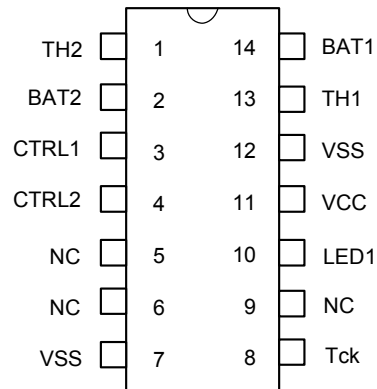 TH2 1 14 BAT1
BAT2 2 13 TH1
CTRL1 3 12 VSS
CTRL2 4 11 VCC
NC 5 10 LED1
NC 6 9 NC
VSS 7 8 Tck